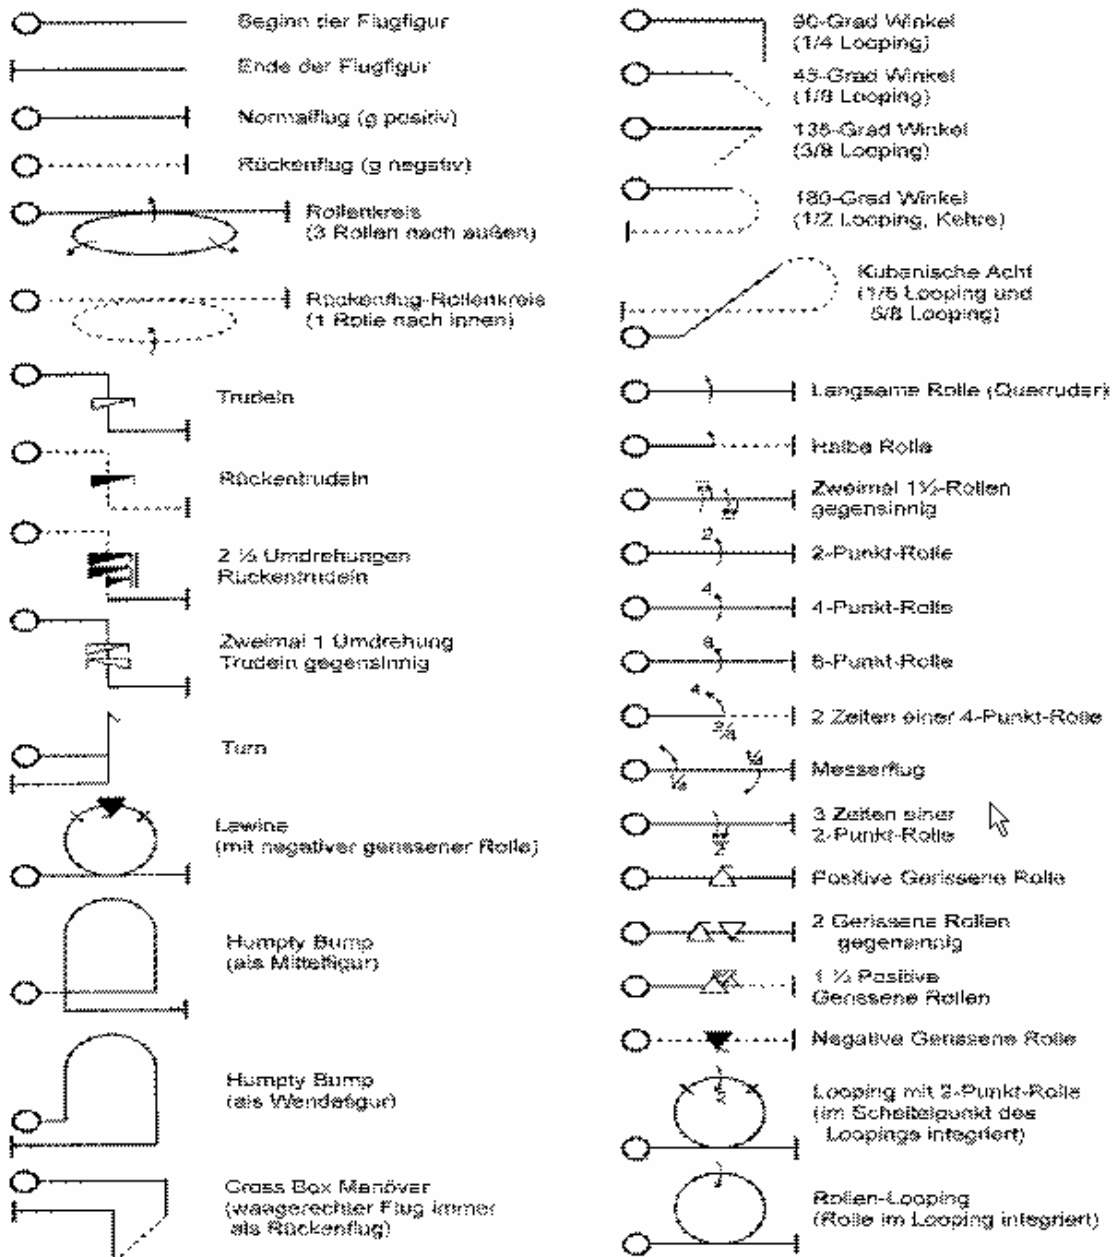 Beginn der Flugfigur
Ende der Flugfigur
Normalflug (g positiv)
Rückenflug (g negativ)
Rollenkreis
(3 Rollen nach außen)
Rückenflug-Rollenkreis
(1 Rolle nach innen)
Trudeln
Rückentrudeln
2 ½ Umdrehungen
Rückentrudeln
Zweimal 1 Umdrehung
Trudeln gegensinnig
Turn
Lawine
(mit negativer gerissener Rolle)
Humpty Bump
(als Mittelfigur)
Humpty Bump
(als Wendefigur)
Cross Box Manöver
(waagerechter Flug immer
als Rückenflug)
90-Grad Winkel
(1/4 Looping)
45-Grad Winkel
(1/8 Looping)
135-Grad Winkel
(3/8 Looping)
180-Grad Winkel
(1/2 Looping, Kehre)
Kubanische Acht
Looping und
5/8 Looping)
Langsame Rolle (Querruder)
Halbe Rolle
Zweimal 1½-Rollen
gegensinnig
2
2-Punkt-Rolle
4
4-Punkt-Rolle
8
8-Punkt-Rolle
4
2 Zeiten einer 4-Punkt-Rolle
¼
¼
Messerflug
3 Zeiten einer
2-Punkt-Rolle
2
Positive Gerissene Rolle
2 Gerissene Rollen
gegensinnig
1 ½ Positive
Gerissene Rollen
Negative Gerissene Rolle
2
Looping mit 2-Punkt-Rolle
(im Scheitelpunkt des
Loopings integriert)
Rollen-Looping
(Rolle im Looping integriert)